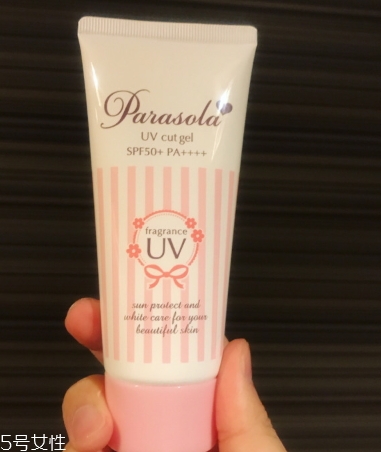 Parasola
UV cut gel
SPF50+ PA++++
fragrance
UV
sun protect and
white care for your
beautiful skin
5号女性